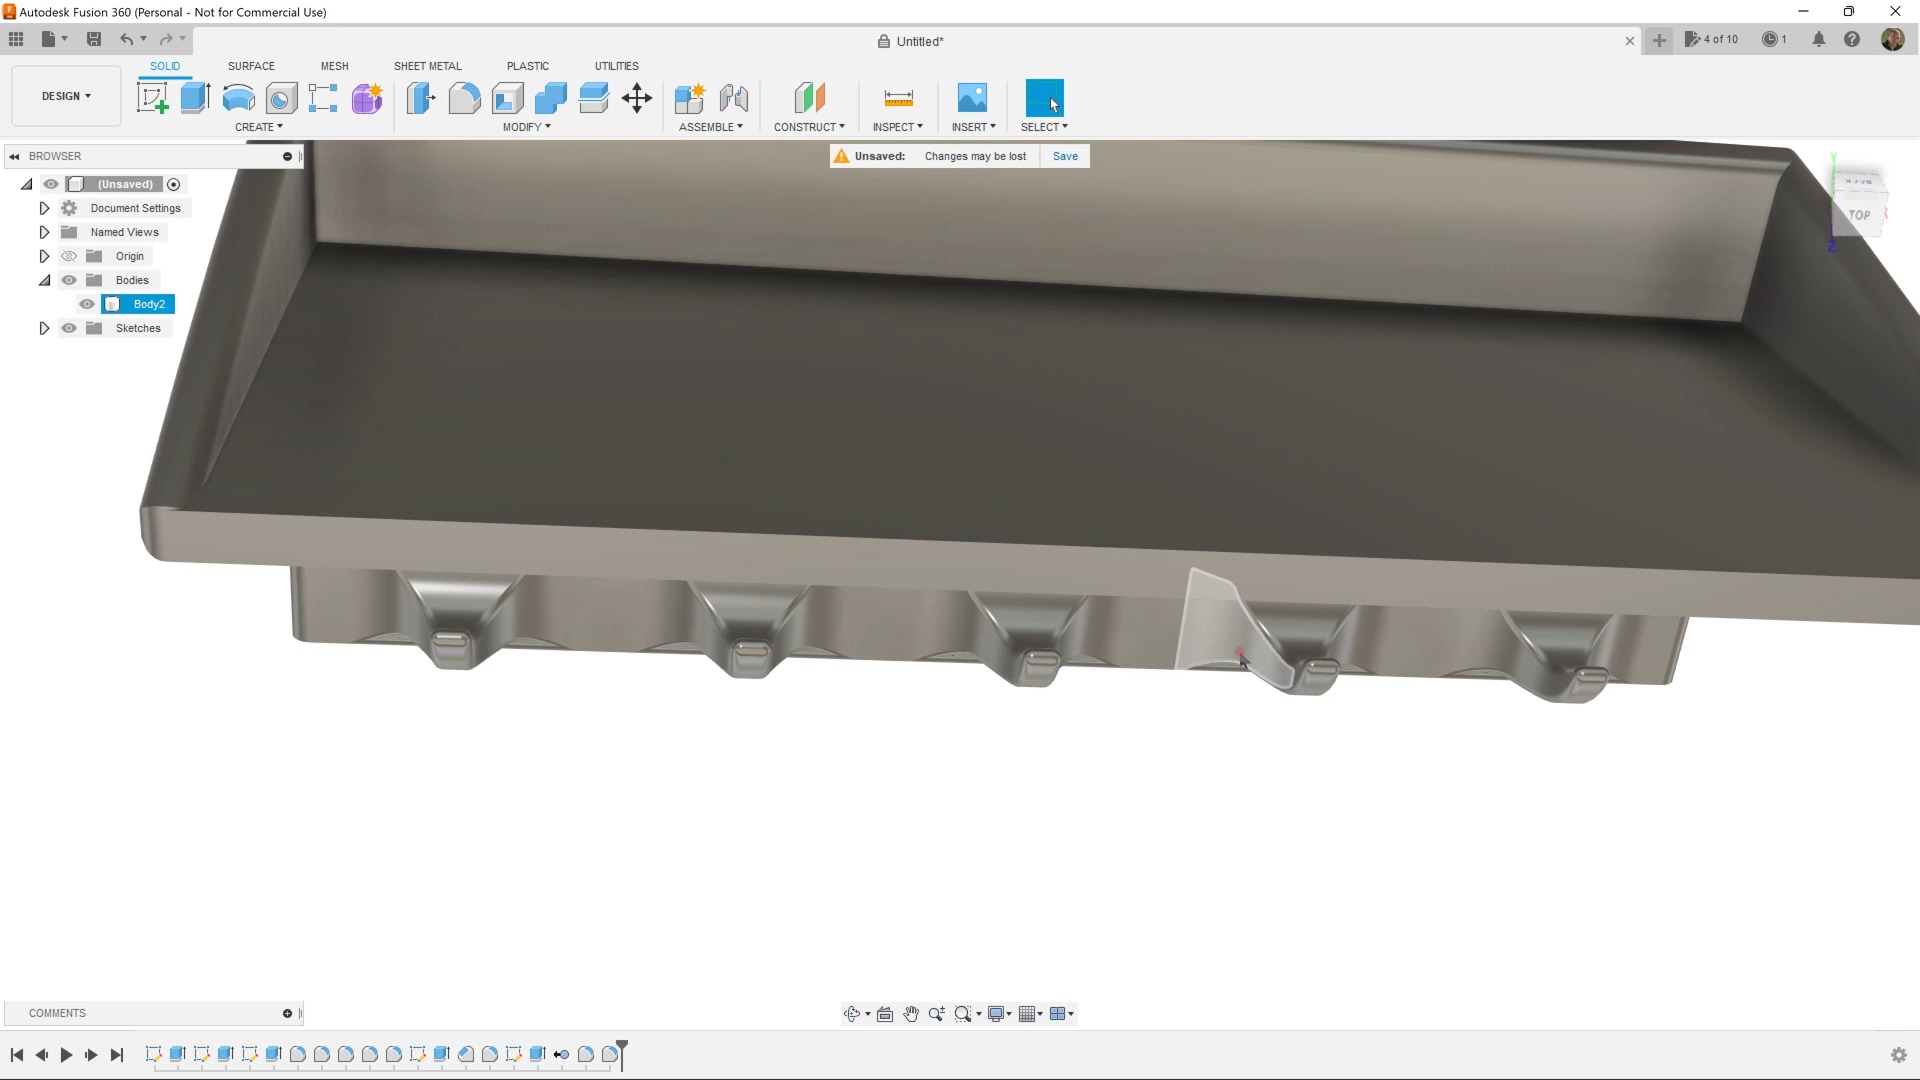 Autodesk Fusion 360 (Personal - Not for Commercial Use)
Untitled*
4 of 10
1
SOLID SURFACE MESH SHEET METAL PLASTIC UTILITIES
DESIGN
CREATE MODIFY ASSEMBLE CONSTRUCT INSPECT INSERT SELECT
BROWSER
Unsaved: Changes may be lost Save
(Unsaved)
Document Settings
Named Views
Origin
Bodies
Body2
Sketches
Y
TOP
Z
COMMENTS